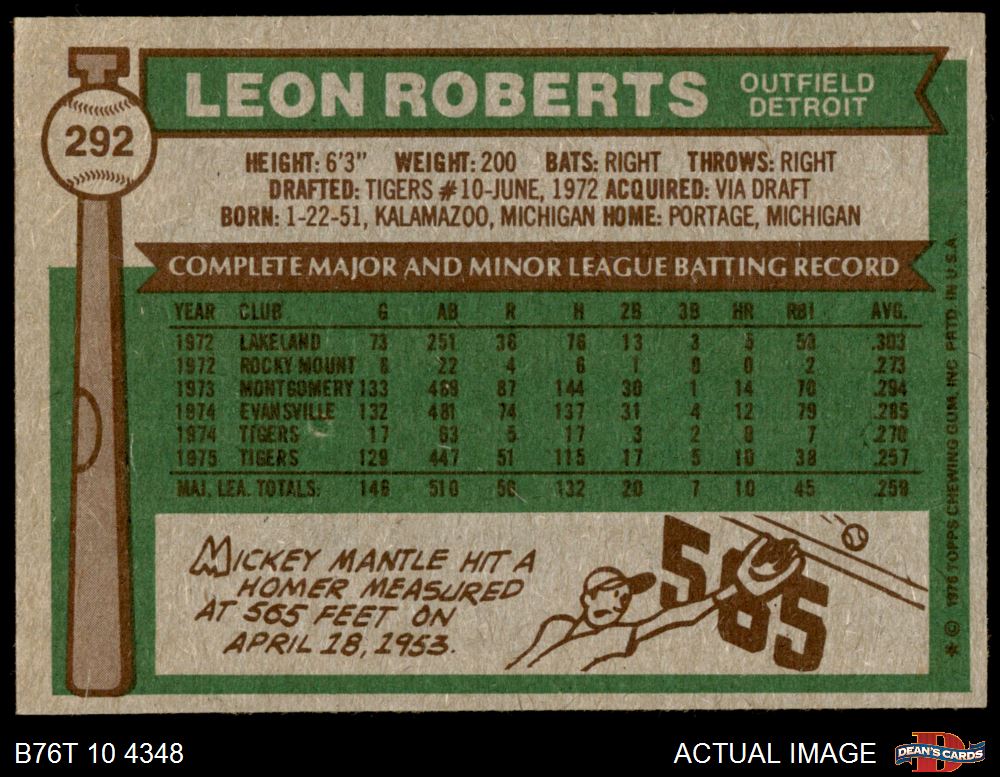 292
LEON ROBERTS
OUTFIELD
DETROIT
HEIGHT: 6'3" WEIGHT: 200 BATS: RIGHT THROWS: RIGHT
DRAFTED: TIGERS #10-JUNE, 1972 ACQUIRED: VIA DRAFT
BORN: 1-22-51, KALAMAZOO, MICHIGAN HOME: PORTAGE, MICHIGAN
COMPLETE MAJOR AND MINOR LEAGUE BATTING RECORD
YEAR CLUB G AB R H 2B 3B HR RBI AVG.
1972 LAKELAND 73 251 36 76 13 3 5 50 .303
1972 ROCKY MOUNT 8 22 4 6 1 0 0 2 .273
1973 MONTGOMERY 133 489 87 144 30 1 14 70 .294
1974 EVANSVILLE 132 481 74 137 31 4 12 79 .285
1974 TIGERS 17 63 5 17 3 2 0 7 .270
1975 TIGERS 129 447 51 115 17 5 10 38 .257
MAJ. LEA. TOTALS: 146 510 56 132 20 7 10 45 .259
MICKEY MANTLE HIT A
HOMER MEASURED
AT 565 FEET ON
APRIL 18, 1953.
565
* © 1976 TOPPS CHEWING GUM, INC. PRTD. IN U.S.A.
B76T 10 4348
ACTUAL IMAGE
D
DEAN'S CARDS